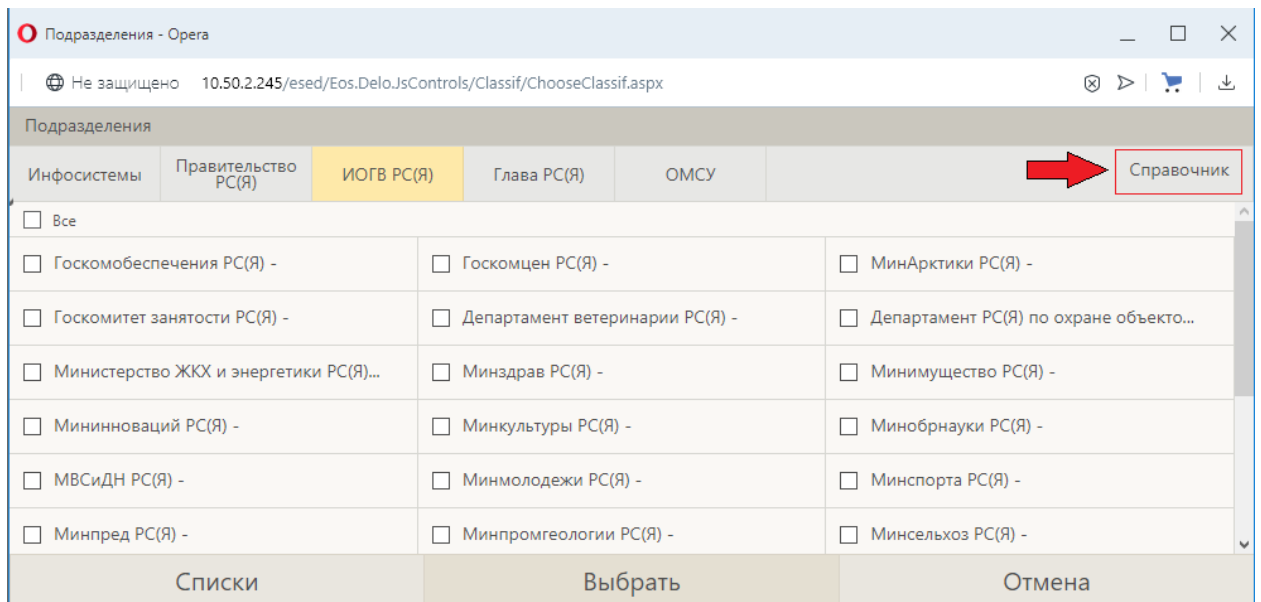 Подразделения - Opera
Не защищено 10.50.2.245/esed/Eos.Delo.JsControls/Classif/ChooseClassif.aspx
Подразделения
Инфосистемы Правительство РС(Я) ИОГВ РС(Я) Глава РС(Я) ОМСУ Справочник
Все
Госкомобеспечения РС(Я) - Госкомцен РС(Я) - МинАрктики РС(Я) -
Госкомитет занятости РС(Я) - Департамент ветеринарии РС(Я) - Департамент РС(Я) по охране объекто...
Министерство ЖКХ и энергетики РС(Я)... Минздрав РС(Я) - Минимущество РС(Я) -
Мининноваций РС(Я) - Минкультуры РС(Я) - Минобрнауки РС(Я) -
МВСиДН РС(Я) - Минмолодежи РС(Я) - Минспорта РС(Я) -
Минпред РС(Я) - Минпромгеологии РС(Я) - Минсельхоз РС(Я) -
Списки Выбрать Отмена